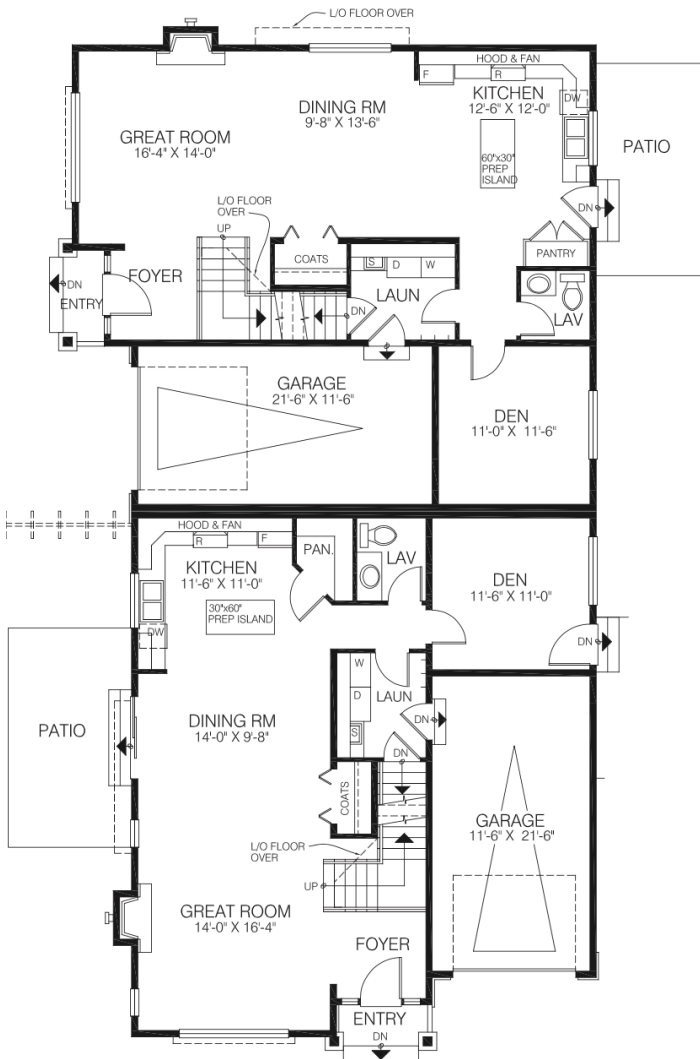 L/O FLOOR OVER
HOOD & FAN
F
R
KITCHEN
12'-6" X 12'-0"
DW
DINING RM
9'-8" X 13'-6"
GREAT ROOM
16'-4" X 14'-0"
PATIO
60"x30"
PREP
ISLAND
L/O FLOOR
OVER
UP
DN
COATS
PANTRY
S
D
W
FOYER
DN
ENTRY
LAUN
DN
LAV
GARAGE
21'-6" X 11'-6"
DEN
11'-0" X 11'-6"
HOOD & FAN
R
F
PAN.
LAV
KITCHEN
11'-6" X 11'-0"
DEN
11'-6" X 11'-0"
30"x60"
PREP ISLAND
DW
DN
W
D
S
LAUN
PATIO
DINING RM
14'-0" X 9'-8"
DN
DN
COATS
GARAGE
11'-6" X 21'-6"
L/O FLOOR
OVER
UP
GREAT ROOM
14'-0" X 16'-4"
FOYER
ENTRY
DN